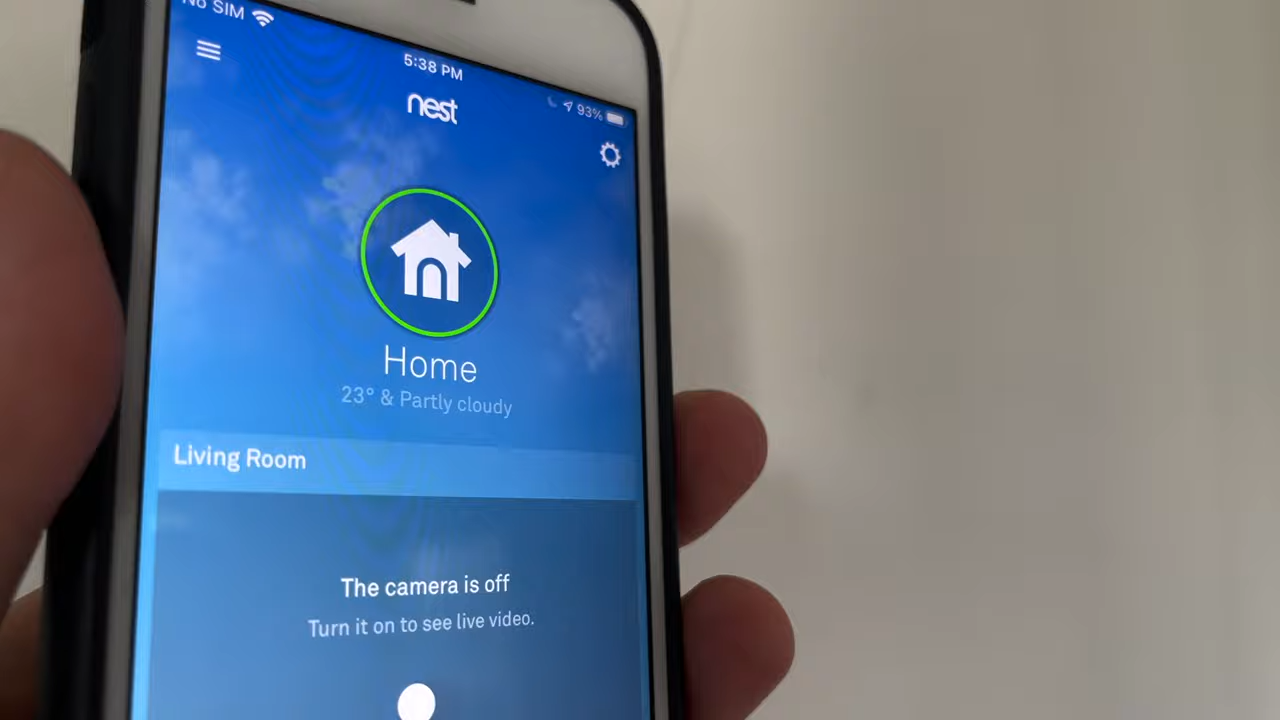 No SIM
5:38 PM
93%
nest
Home
23° & Partly cloudy
Living Room
The camera is off
Turn it on to see live video.